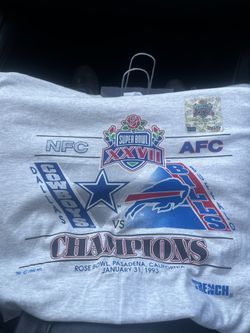 SUPER BOWL
XXVII
NFC
AFC
DALLAS
COWBOYS
VS
BUFFALO
BILLS
CHAMPIONS
ROSE BOWL, PASADENA, CALIFORNIA
JANUARY 31, 1993
TRENCH